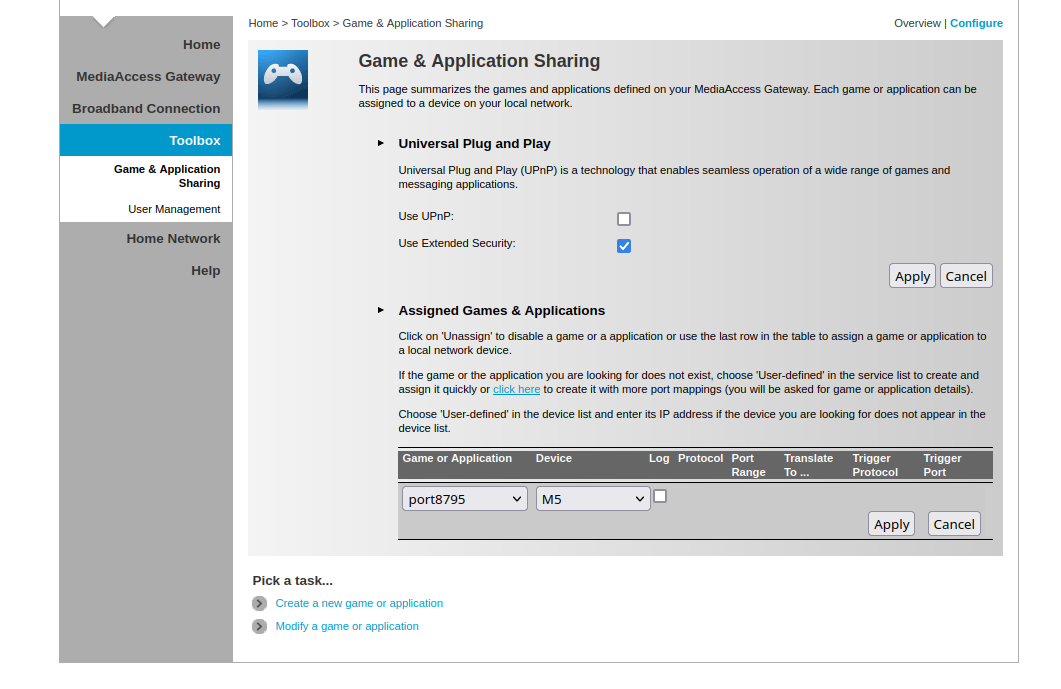 Home > Toolbox > Game & Application Sharing
Overview | Configure
Home
MediaAccess Gateway
Broadband Connection
Toolbox
Game & Application
Sharing
User Management
Home Network
Help
Game & Application Sharing
This page summarizes the games and applications defined on your MediaAccess Gateway. Each game or application can be
assigned to a device on your local network.
Universal Plug and Play
Universal Plug and Play (UPnP) is a technology that enables seamless operation of a wide range of games and
messaging applications.
Use UPnP:
Use Extended Security:
Apply Cancel
Assigned Games & Applications
Click on 'Unassign' to disable a game or a application or use the last row in the table to assign a game or application to
a local network device.
If the game or the application you are looking for does not exist, choose 'User-defined' in the service list to create and
assign it quickly or click here to create it with more port mappings (you will be asked for game or application details).
Choose 'User-defined' in the device list and enter its IP address if the device you are looking for does not appear in the
device list.
Game or Application Device Log Protocol Port Translate Trigger Trigger
Range To ... Protocol Port
port8795 M5
Apply Cancel
Pick a task...
Create a new game or application
Modify a game or application